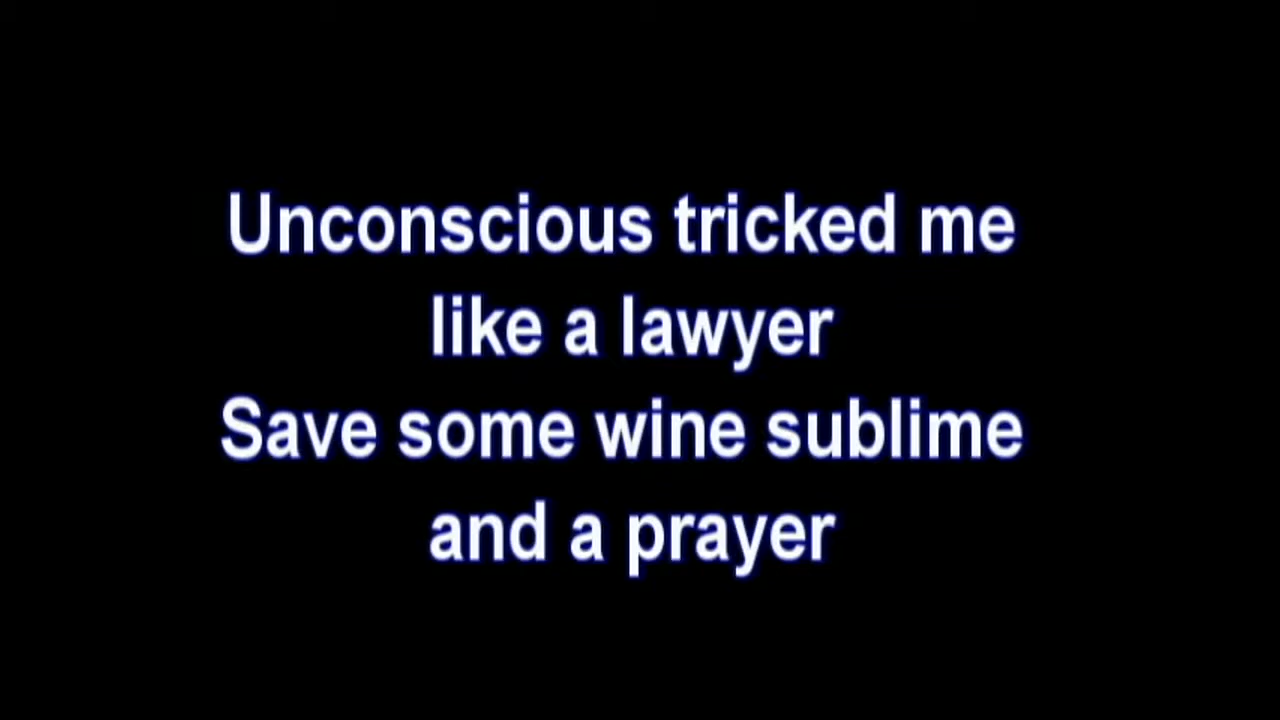 Unconscious tricked me
like a lawyer
Save some wine sublime
and a prayer